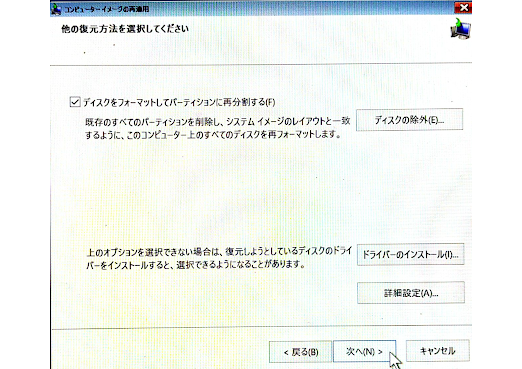 コンピューター イメージの再適用
他の復元方法を選択してください
ディスクをフォーマットしてパーティションに再分割する(F)
既存のすべてのパーティションを削除し、システム イメージのレイアウトと一致
するように、このコンピューター上のすべてのディスクを再フォーマットします。
ディスクの除外(E)...
上のオプションを選択できない場合は、復元しようとしているディスクのドライ
バーをインストールすると、選択できるようになることがあります。
ドライバーのインストール(I)...
詳細設定(A)...
< 戻る(B)
次へ(N) >
キャンセル